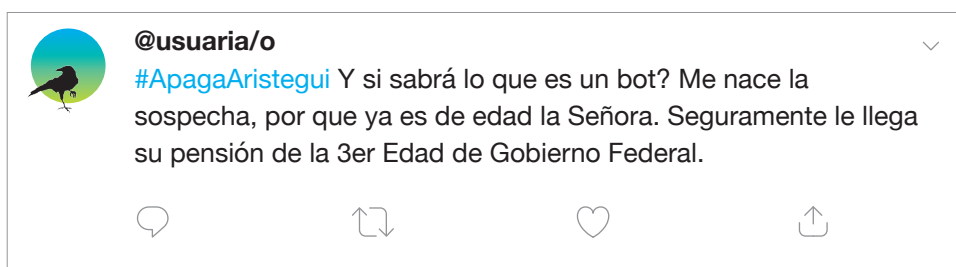 @usuaria/o
#ApagaAristegui Y si sabrá lo que es un bot? Me nace la
sospecha, por que ya es de edad la Señora. Seguramente le llega
su pensión de la 3er Edad de Gobierno Federal.